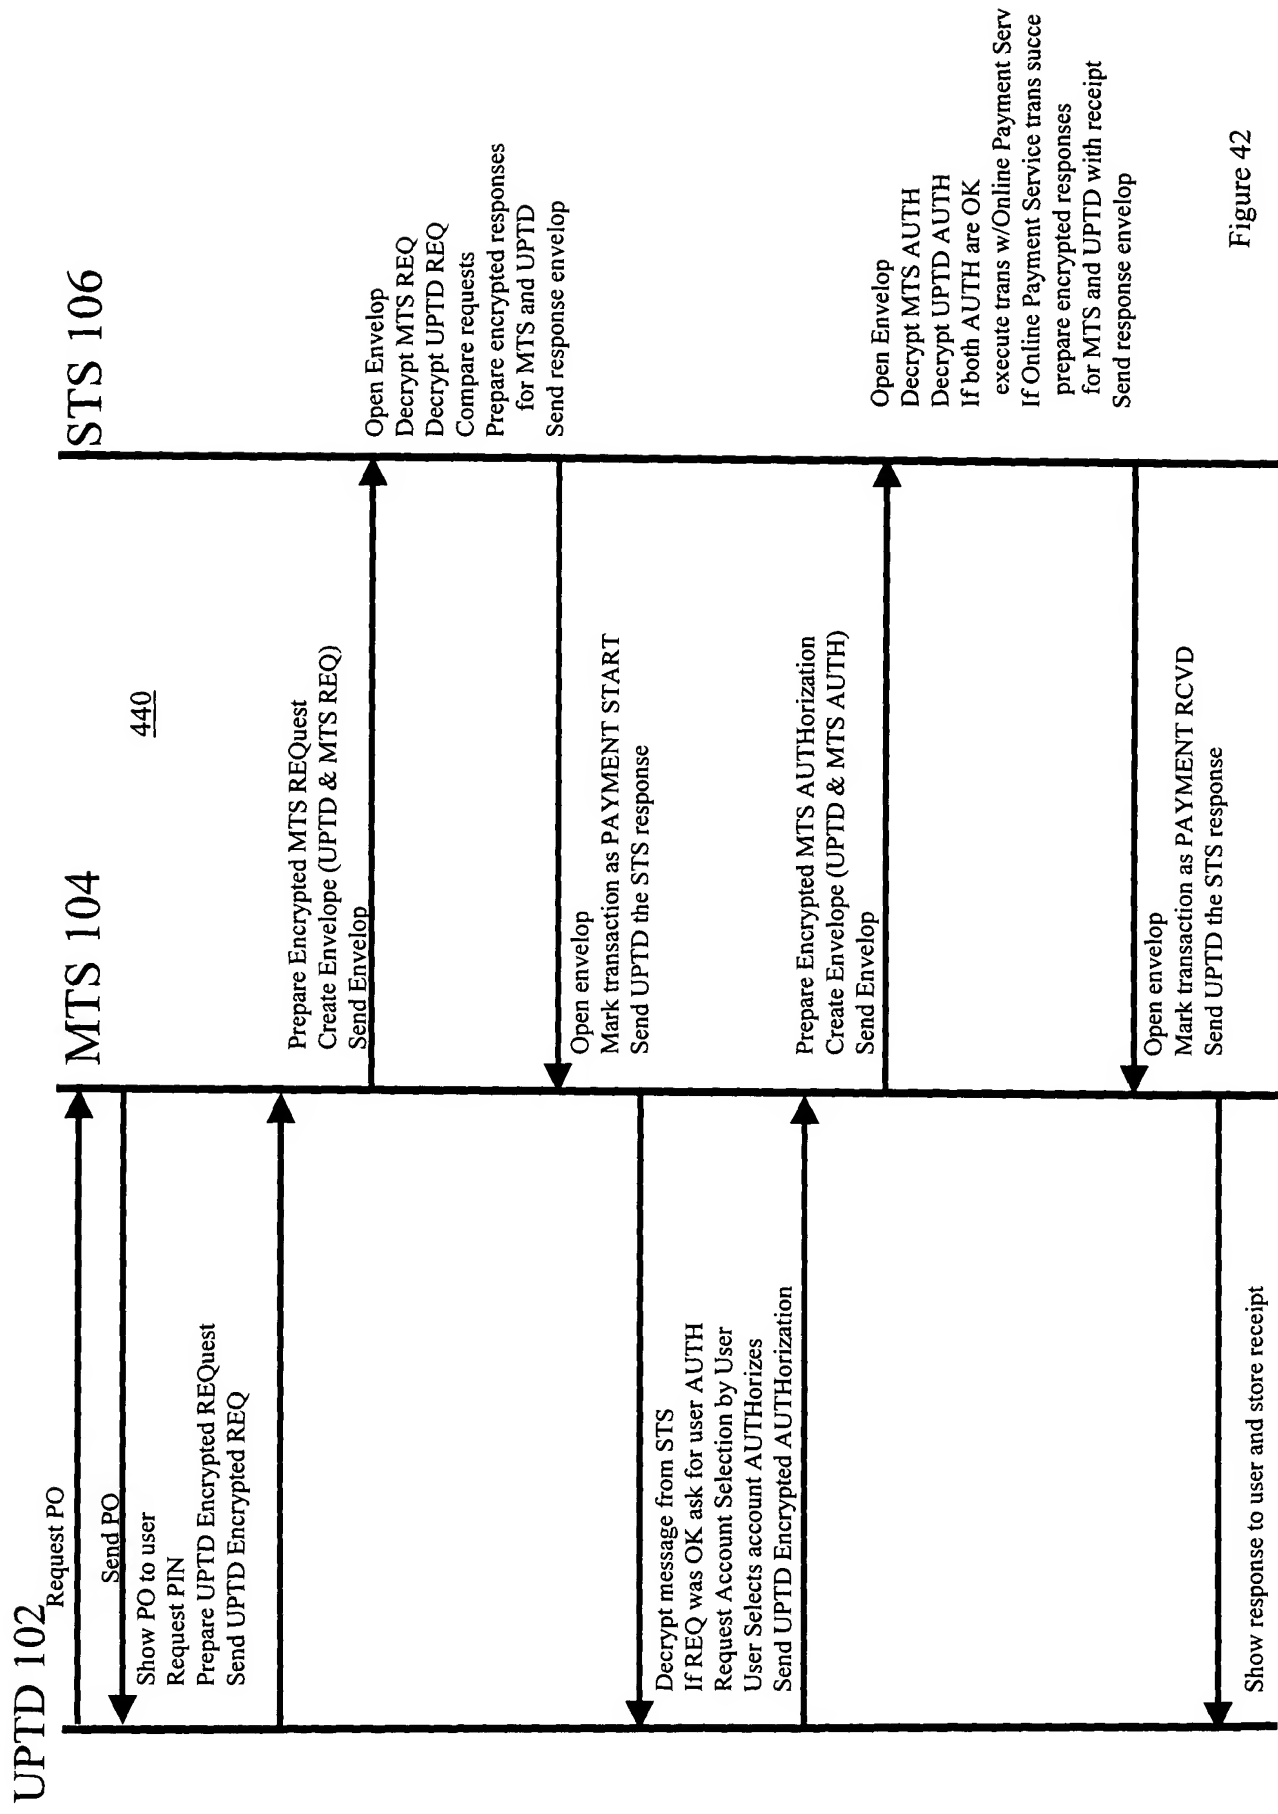 UPTD 102
MTS 104
STS 106
440
Request PO
Send PO
Show PO to user
Request PIN
Prepare UPTD Encrypted REQuest
Send UPTD Encrypted REQ
Prepare Encrypted MTS REQuest
Create Envelope (UPTD & MTS REQ)
Send Envelop
Open Envelop
Decrypt MTS REQ
Decrypt UPTD REQ
Compare requests
Prepare encrypted responses
for MTS and UPTD
Send response envelop
Open envelop
Mark transaction as PAYMENT START
Send UPTD the STS response
Decrypt message from STS
If REQ was OK ask for user AUTH
Request Account Selection by User
User Selects account AUTHorizes
Send UPTD Encrypted AUTHorization
Prepare Encrypted MTS AUTHorization
Create Envelope (UPTD & MTS AUTH)
Send Envelop
Open Envelop
Decrypt MTS AUTH
Decrypt UPTD AUTH
If both AUTH are OK
execute trans w/Online Payment Serv
If Online Payment Service trans succe
prepare encrypted responses
for MTS and UPTD with receipt
Send response envelop
Open envelop
Mark transaction as PAYMENT RCVD
Send UPTD the STS response
Show response to user and store receipt
Figure 42